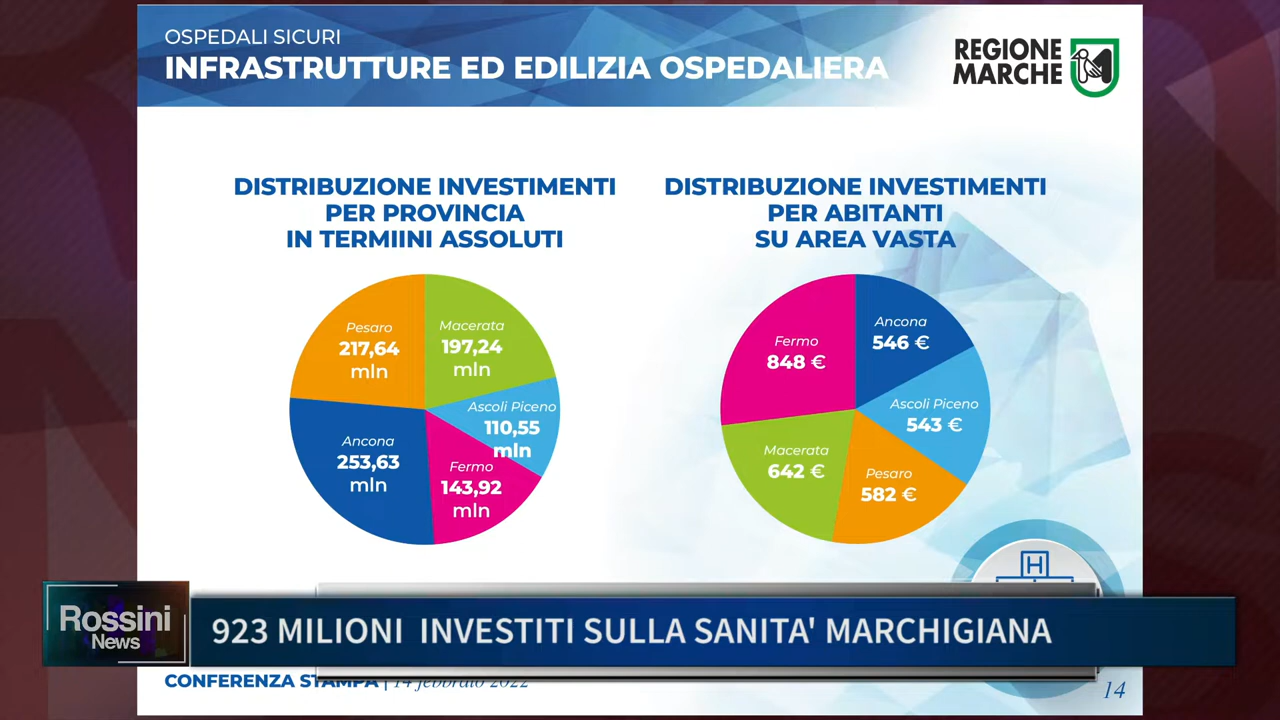 OSPEDALI SICURI
INFRASTRUTTURE ED EDILIZIA OSPEDALIERA
REGIONE
MARCHE
DISTRIBUZIONE INVESTIMENTI
PER PROVINCIA
IN TERMIINI ASSOLUTI
Pesaro
217,64
mln
Macerata
197,24
mln
Ascoli Piceno
110,55
mln
Fermo
143,92
mln
Ancona
253,63
mln
DISTRIBUZIONE INVESTIMENTI
PER ABITANTI
SU AREA VASTA
Fermo
848 €
Ancona
546 €
Ascoli Piceno
543 €
Pesaro
582 €
Macerata
642 €
H
Rossini
News
923 MILIONI INVESTITI SULLA SANITA' MARCHIGIANA
CONFERENZA STAMPA | 14 febbraio 2022
14